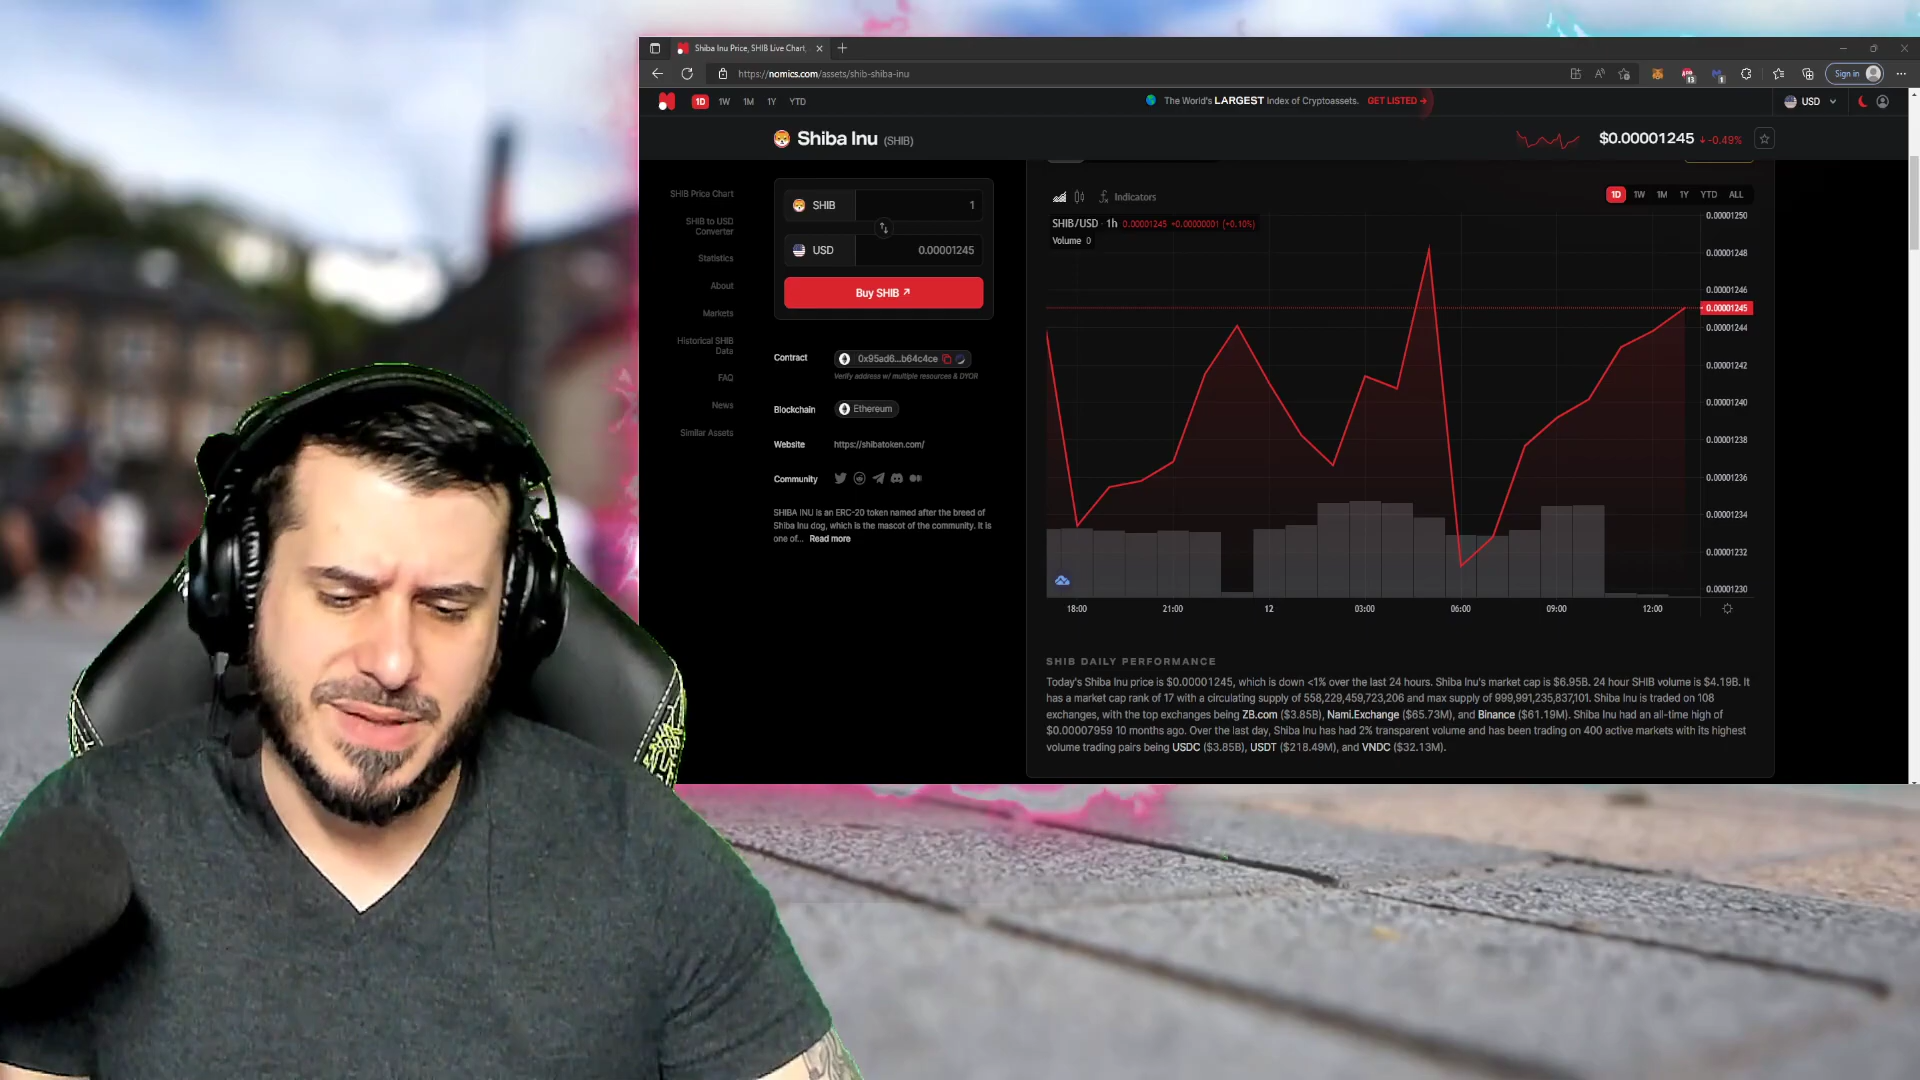 Shiba Inu Price, SHIB Live Chart,
https://nomics.com/assets/shib-shiba-inu
Sign in
1D 1W 1M 1Y YTD
The World's LARGEST Index of Cryptoassets. GET LISTED →
USD
Shiba Inu (SHIB)
$0.00001245 -0.49%
SHIB Price Chart
SHIB to USD
Converter
Statistics
About
Markets
Historical SHIB
Data
FAQ
News
Similar Assets
SHIB 1
USD 0.00001245
Buy SHIB ↗
Contract 0x95ad6...b64c4ce
Verify address w/ multiple resources & DYOR
Blockchain Ethereum
Website https://shibatoken.com/
Community
SHIBA INU is an ERC-20 token named after the breed of
Shiba Inu dog, which is the mascot of the community. It is
one of... Read more
Indicators
1D 1W 1M 1Y YTD ALL
SHIB/USD · 1h 0.00001245 +0.00000001 (+0.10%)
Volume 0
0.00001250
0.00001248
0.00001246
0.00001245
0.00001244
0.00001242
0.00001240
0.00001238
0.00001236
0.00001234
0.00001232
0.00001230
18:00 21:00 12 03:00 06:00 09:00 12:00
SHIB DAILY PERFORMANCE
Today's Shiba Inu price is $0.00001245, which is down <1% over the last 24 hours. Shiba Inu's market cap is $6.95B. 24 hour SHIB volume is $4.19B. It
has a market cap rank of 17 with a circulating supply of 558,229,459,723,206 and max supply of 999,991,235,837,101. Shiba Inu is traded on 108
exchanges, with the top exchanges being ZB.com ($3.85B), Nami.Exchange ($65.73M), and Binance ($61.19M). Shiba Inu had an all-time high of
$0.00007959 10 months ago. Over the last day, Shiba Inu has had 2% transparent volume and has been trading on 400 active markets with its highest
volume trading pairs being USDC ($3.85B), USDT ($218.49M), and VNDC ($32.13M).